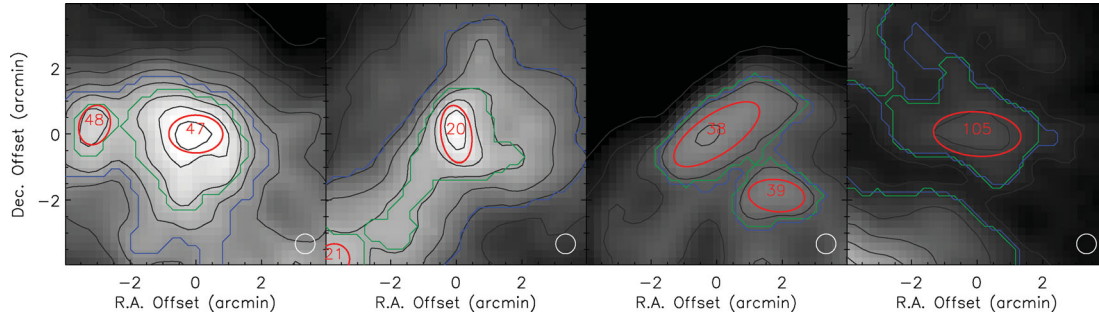 Dec. Offset (arcmin)
2
0
−2
48
47
20
21
38
39
105
−2 0 2
−2 0 2
−2 0 2
−2 0 2
R.A. Offset (arcmin)
R.A. Offset (arcmin)
R.A. Offset (arcmin)
R.A. Offset (arcmin)